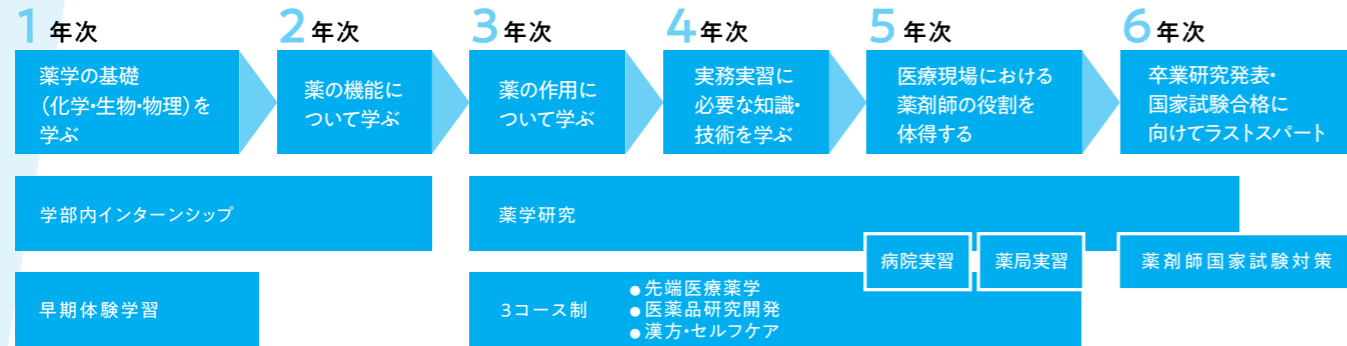 1年次
2年次
3年次
4年次
5年次
6年次
薬学の基礎
（化学・生物・物理）を
学ぶ
薬の機能に
ついて学ぶ
薬の作用に
ついて学ぶ
実務実習に
必要な知識・
技術を学ぶ
医療現場における
薬剤師の役割を
体得する
卒業研究発表・
国家試験合格に
向けてラストスパート
学部内インターンシップ
薬学研究
病院実習
薬局実習
薬剤師国家試験対策
早期体験学習
3コース制
●先端医療薬学
●医薬品研究開発
●漢方・セルフケア